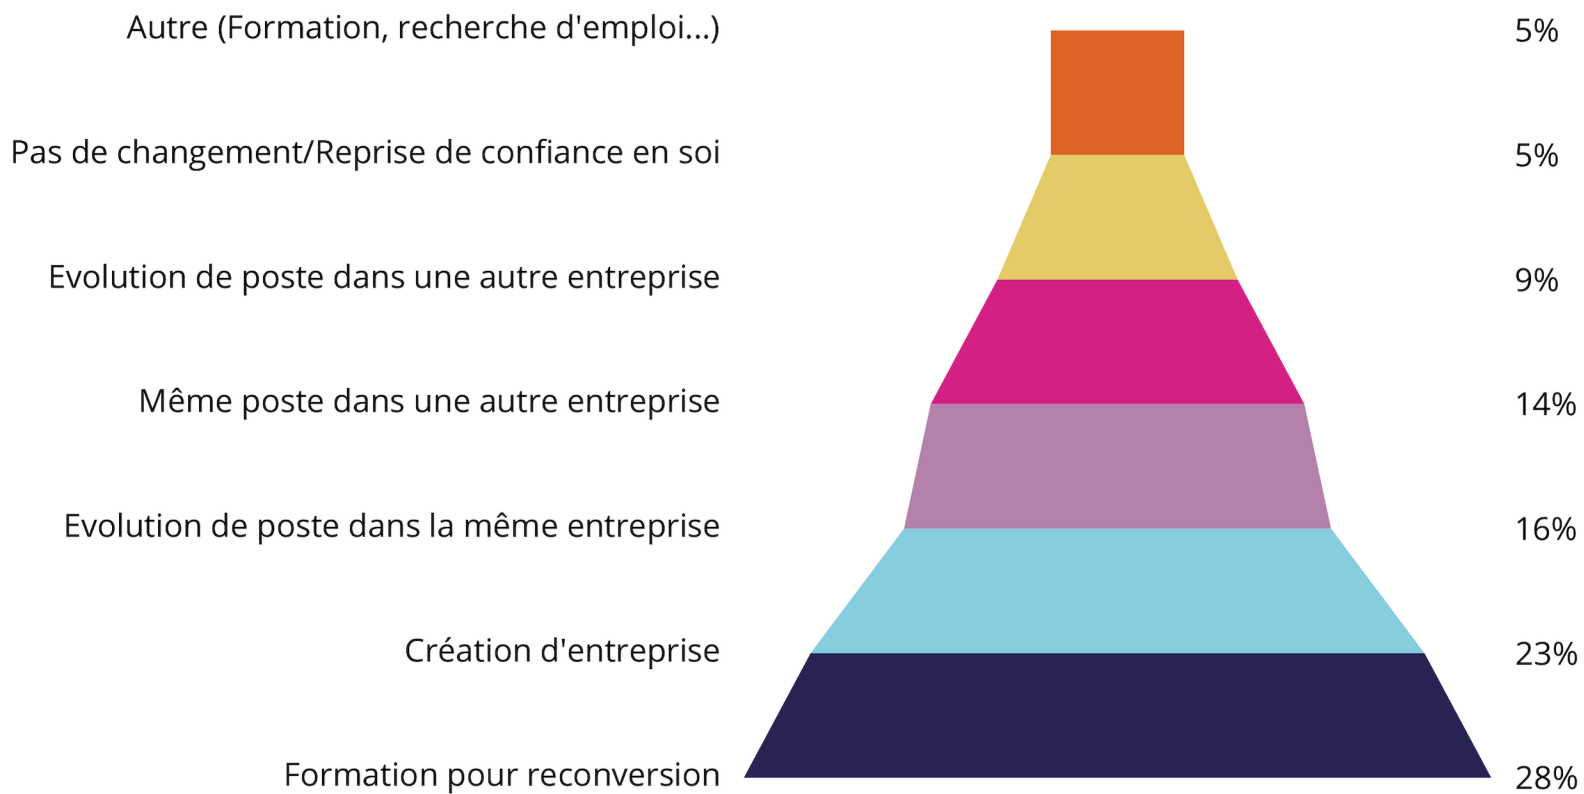 Autre (Formation, recherche d'emploi...) 5%
Pas de changement/Reprise de confiance en soi 5%
Evolution de poste dans une autre entreprise 9%
Même poste dans une autre entreprise 14%
Evolution de poste dans la même entreprise 16%
Création d'entreprise 23%
Formation pour reconversion 28%